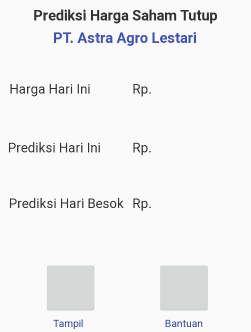 Prediksi Harga Saham Tutup
PT. Astra Agro Lestari
Harga Hari Ini Rp.
Prediksi Hari Ini Rp.
Prediksi Hari Besok Rp.
Tampil Bantuan